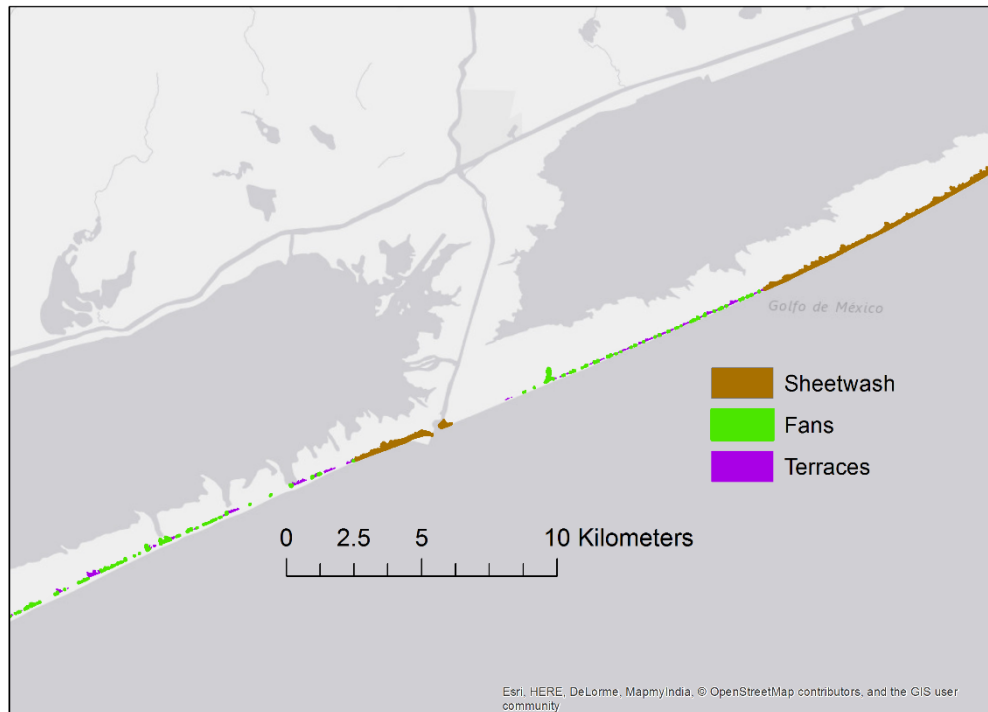 Golfo de México
Sheetwash
Fans
Terraces
0 2.5 5 10 Kilometers
Esri, HERE, DeLorme, MapmyIndia, © OpenStreetMap contributors, and the GIS user
community